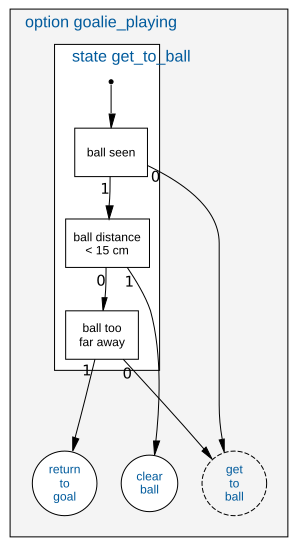 option goalie_playing
state get_to_ball
ball seen
1
0
ball distance
< 15 cm
0
1
ball too
far away
1
0
return
to
goal
clear
ball
get
to
ball